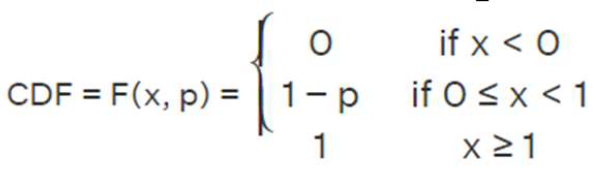 0 if x < 0
CDF = F(x, p) = { 1 − p if 0 ≤ x < 1
1 x ≥ 1